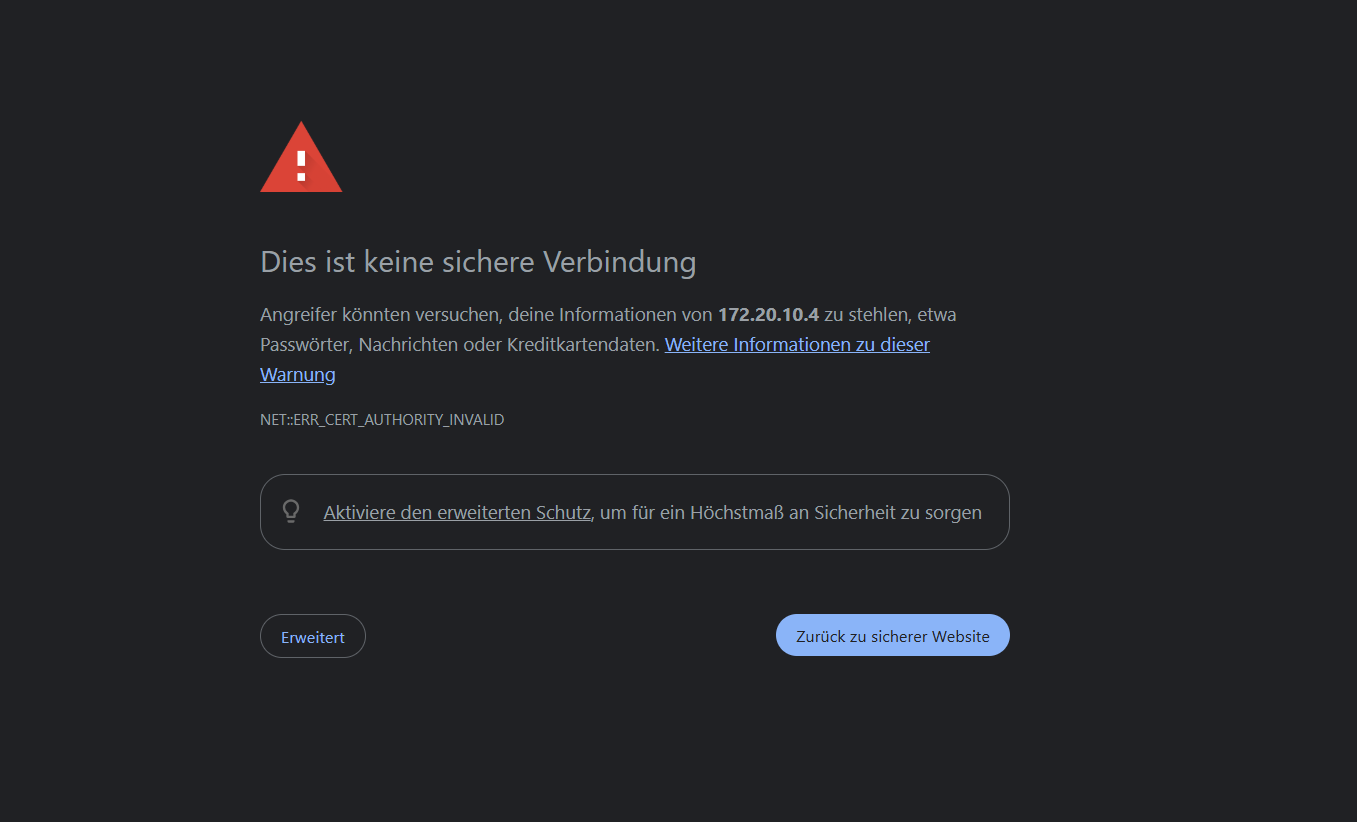 Dies ist keine sichere Verbindung
Angreifer könnten versuchen, deine Informationen von 172.20.10.4 zu stehlen, etwa
Passwörter, Nachrichten oder Kreditkartendaten. Weitere Informationen zu dieser
Warnung
NET::ERR_CERT_AUTHORITY_INVALID
Aktiviere den erweiterten Schutz, um für ein Höchstmaß an Sicherheit zu sorgen
Erweitert
Zurück zu sicherer Website